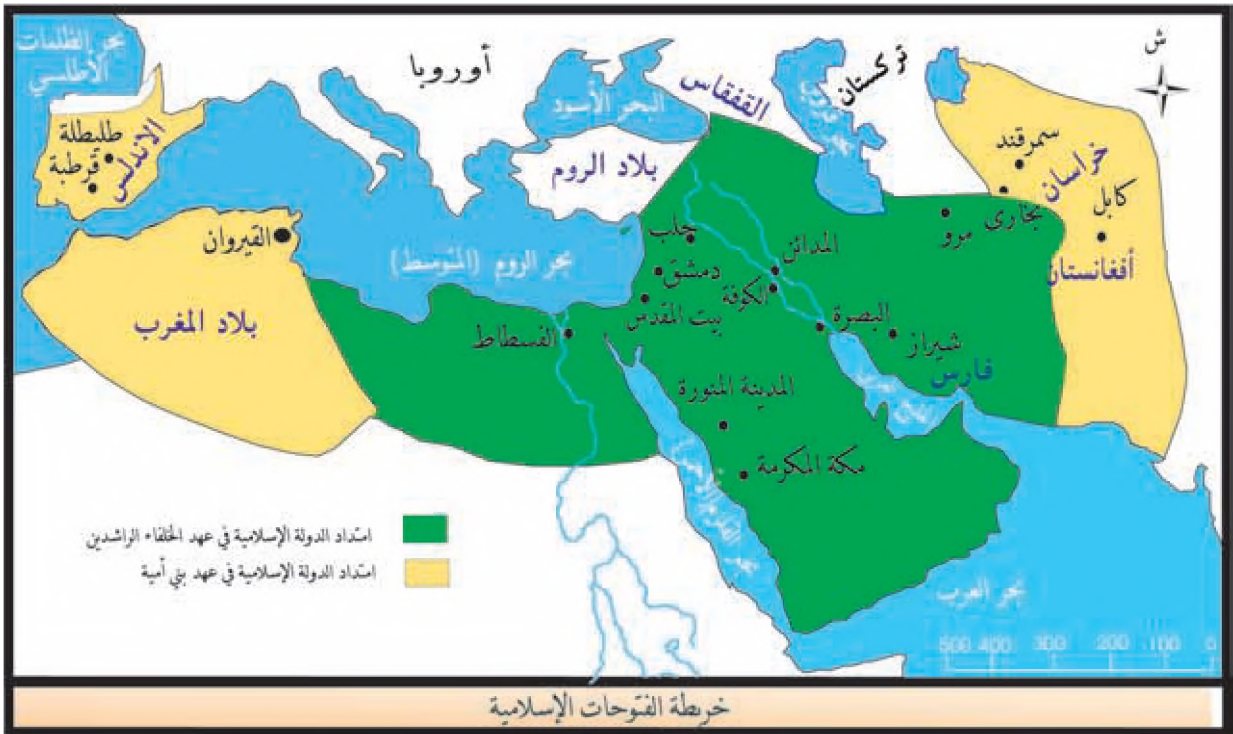 بحر الظلمات
الأطلسي
أوروبا
البحر الأسود
القفقاس
تركستان
ش
طليطلة
قرطبة
الاندلس
بلاد الروم
سمرقند
خراسان
بخارى
كابل
أفغانستان
مرو
القيروان
بحر الروم (المتوسط)
حلب
دمشق
المدائن
الكوفة
بيت المقدس
البصرة
شيراز
فارس
بلاد المغرب
الفسطاط
المدينة المنورة
مكة المكرمة
بحر العرب
امتداد الدولة الإسلامية في عهد الخلفاء الراشدين
امتداد الدولة الإسلامية في عهد بني أمية
500 400 300 200 100 0
خريطة الفتوحات الإسلامية